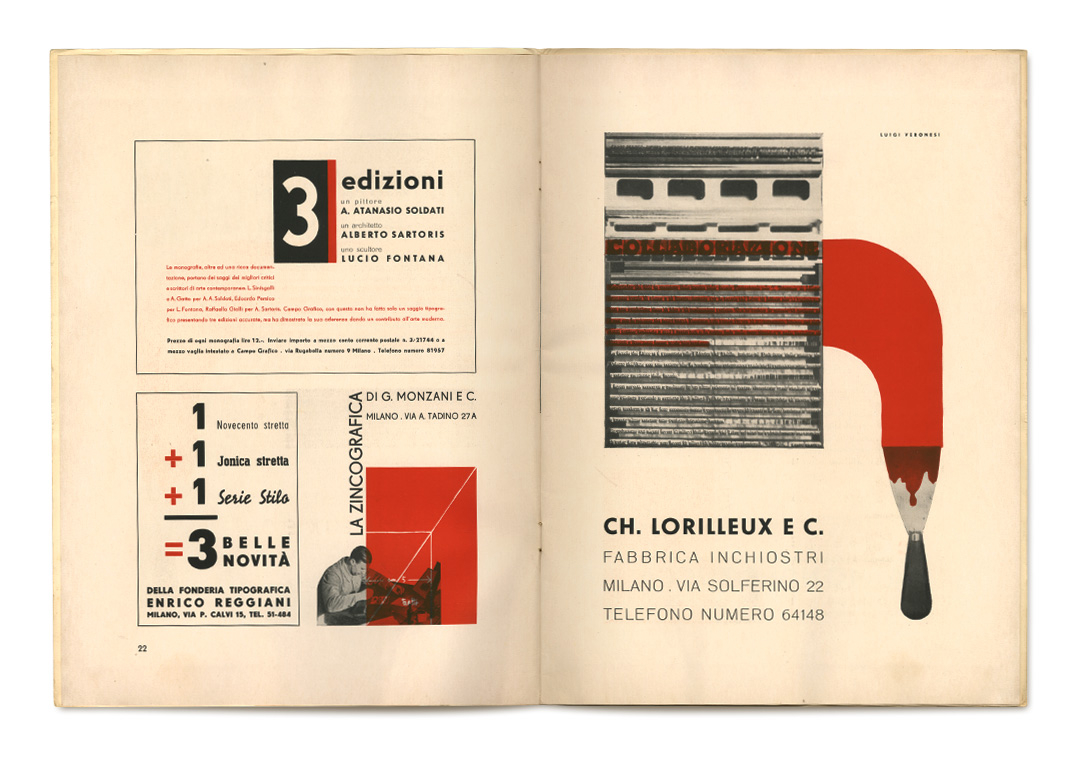 3 edizioni
un pittore
A. ATANASIO SOLDATI
un architetto
ALBERTO SARTORIS
uno scultore
LUCIO FONTANA
Le monografie, oltre ad una ricca documen-
tazione, portano dei saggi dei migliori critici
e scrittori di arte contemporanea: L. Sinisgalli
e A. Gatto per A. A. Soldati, Edoardo Persico
per L. Fontana, Raffaello Giolli per A. Sartoris. Campo Grafico, con questo non ha fatto solo un saggio tipogra-
fico presentando tre edizioni accurate, ma ha dimostrato la sua aderenza dando un contributo all'arte moderna.
Prezzo di ogni monografia lire 12.-. Inviare importo a mezzo conto corrente postale n. 3/21744 o a
mezzo vaglia intestato a Campo Grafico . via Rugabella numero 9 Milano . Telefono numero 81957
1 Novecento stretto
+ 1 Jonica stretta
+ 1 Serie Stilo
= 3 BELLE
NOVITÀ
DELLA FONDERIA TIPOGRAFICA
ENRICO REGGIANI
MILANO, VIA P. CALVI 15, TEL. 51-484
LA ZINCOGRAFICA
DI G. MONZANI E C.
MILANO . VIA A. TADINO 27A
22
LUIGI VERONESI
CH. LORILLEUX E C.
FABBRICA INCHIOSTRI
MILANO . VIA SOLFERINO 22
TELEFONO NUMERO 64148